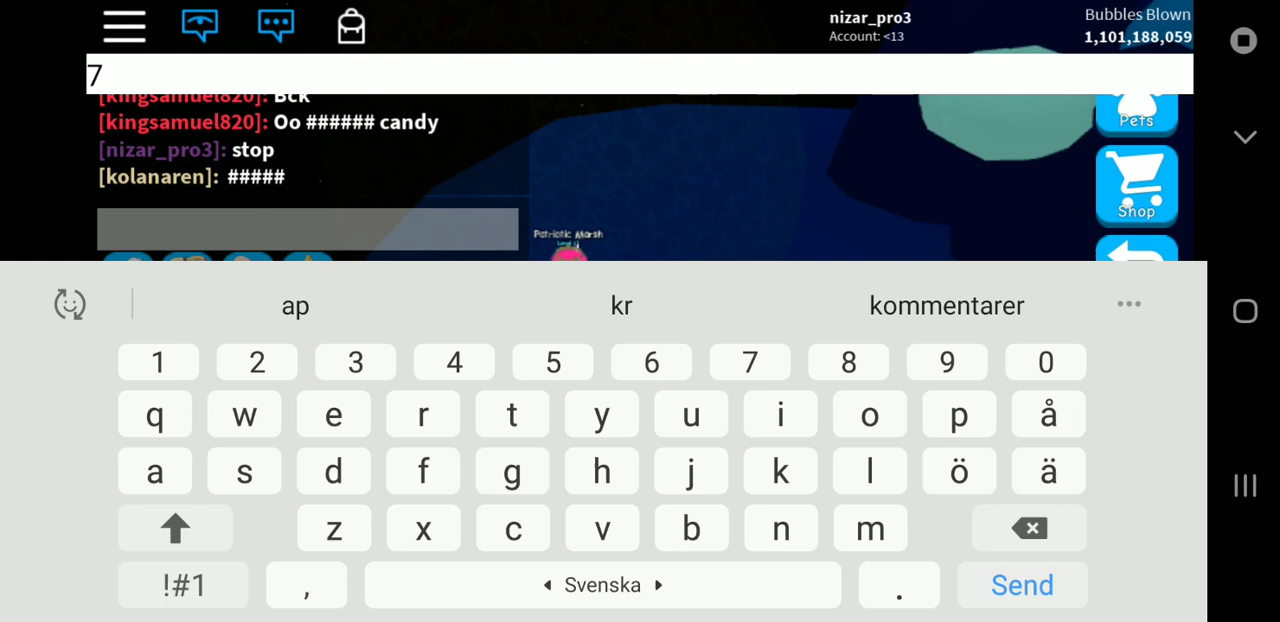 nizar_pro3
Account: <13
Bubbles Blown
1,101,188,059
7
[kingsamuel820]: Bck
[kingsamuel820]: Oo ###### candy
[nizar_pro3]: stop
[kolanaren]: #####
Pets
Shop
Patriotic Marsh
ap kr kommentarer
1 2 3 4 5 6 7 8 9 0
q w e r t y u i o p å
a s d f g h j k l ö ä
z x c v b n m
!#1 , Svenska . Send